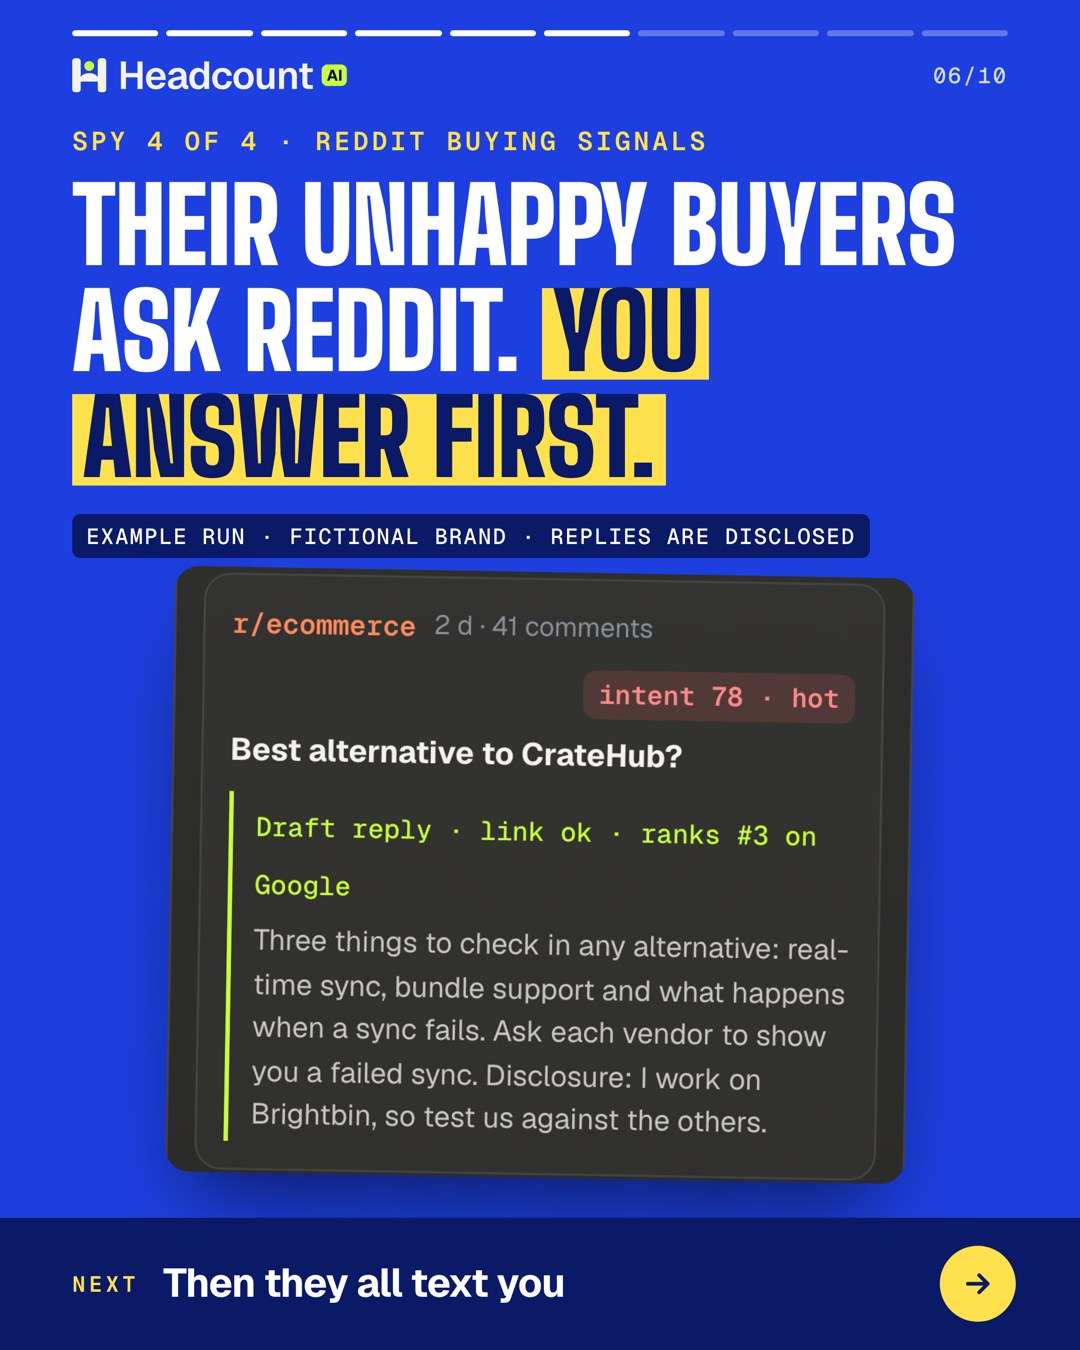 Headcount AI
06/10
SPY 4 OF 4 · REDDIT BUYING SIGNALS
THEIR UNHAPPY BUYERS
ASK REDDIT. YOU
ANSWER FIRST.
EXAMPLE RUN · FICTIONAL BRAND · REPLIES ARE DISCLOSED
r/ecommerce 2 d · 41 comments
intent 78 · hot
Best alternative to CrateHub?
Draft reply · link ok · ranks #3 on
Google
Three things to check in any alternative: real-
time sync, bundle support and what happens
when a sync fails. Ask each vendor to show
you a failed sync. Disclosure: I work on
Brightbin, so test us against the others.
NEXT Then they all text you